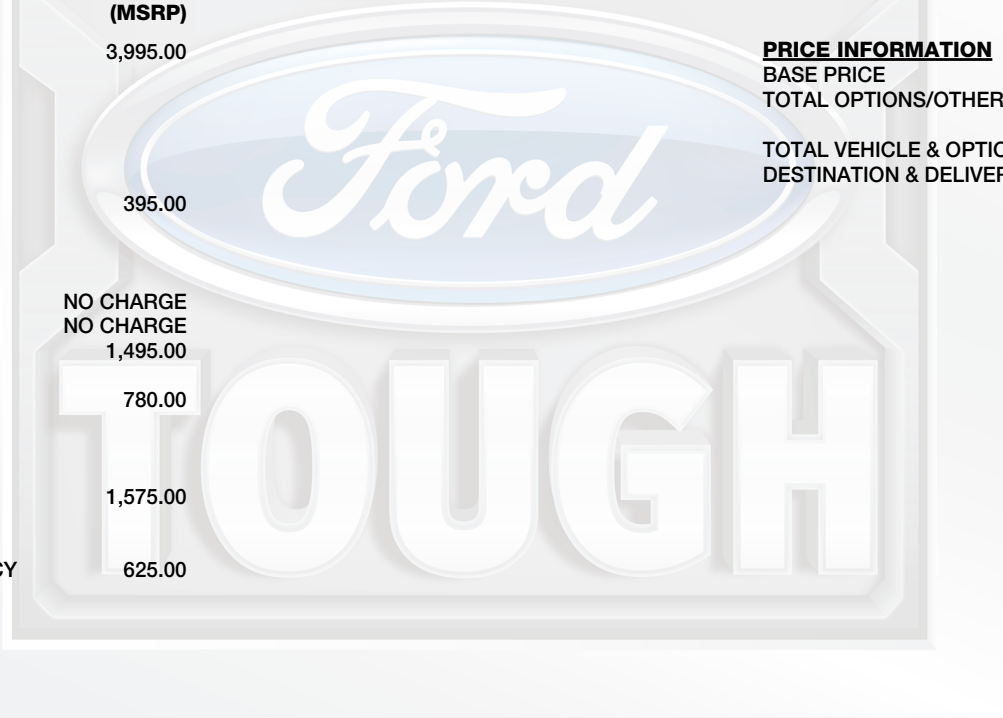 (MSRP)
3,995.00
395.00
NO CHARGE
NO CHARGE
1,495.00
780.00
1,575.00
CY 625.00
PRICE INFORMATION
BASE PRICE
TOTAL OPTIONS/OTHER
TOTAL VEHICLE & OPTIO
DESTINATION & DELIVER
Ford
TOUGH